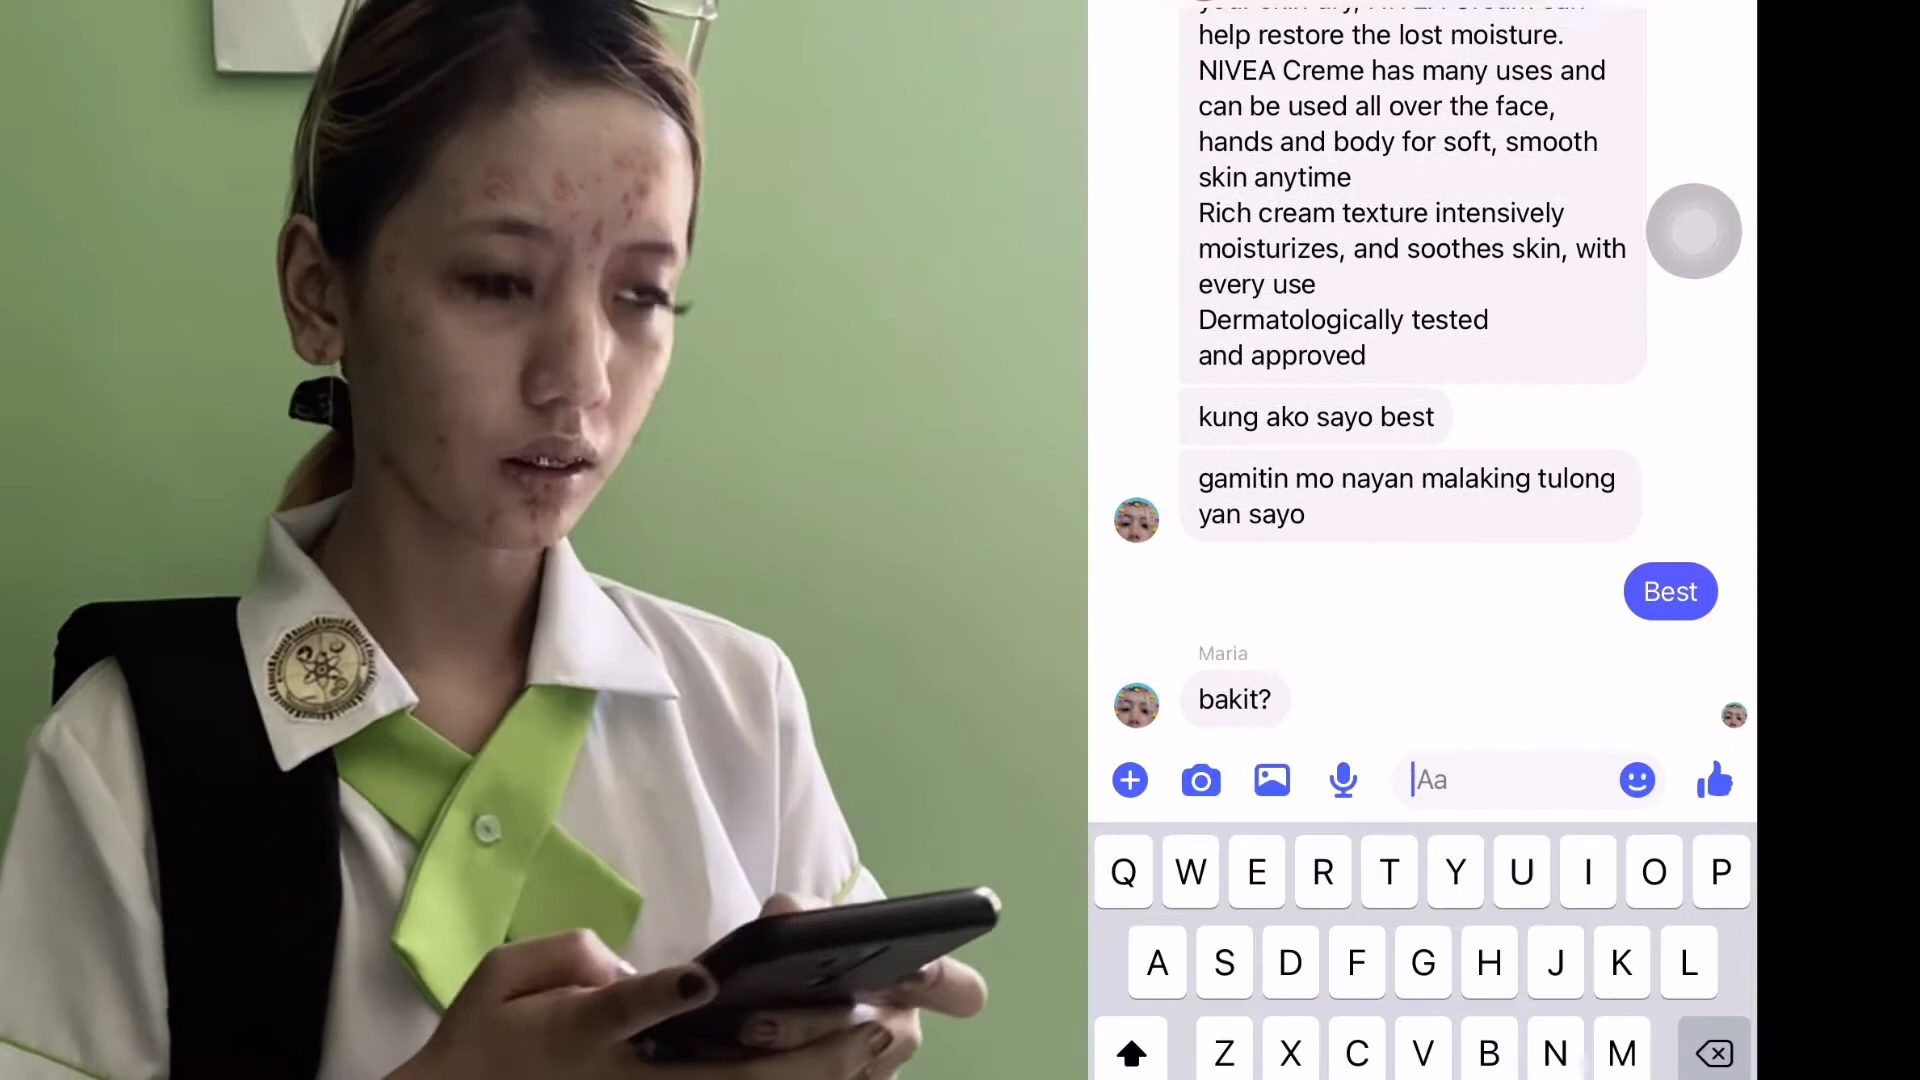 help restore the lost moisture.
NIVEA Creme has many uses and
can be used all over the face,
hands and body for soft, smooth
skin anytime
Rich cream texture intensively
moisturizes, and soothes skin, with
every use
Dermatologically tested
and approved
kung ako sayo best
gamitin mo nayan malaking tulong
yan sayo
Best
Maria
bakit?
Aa
Q W E R T Y U I O P
A S D F G H J K L
Z X C V B N M